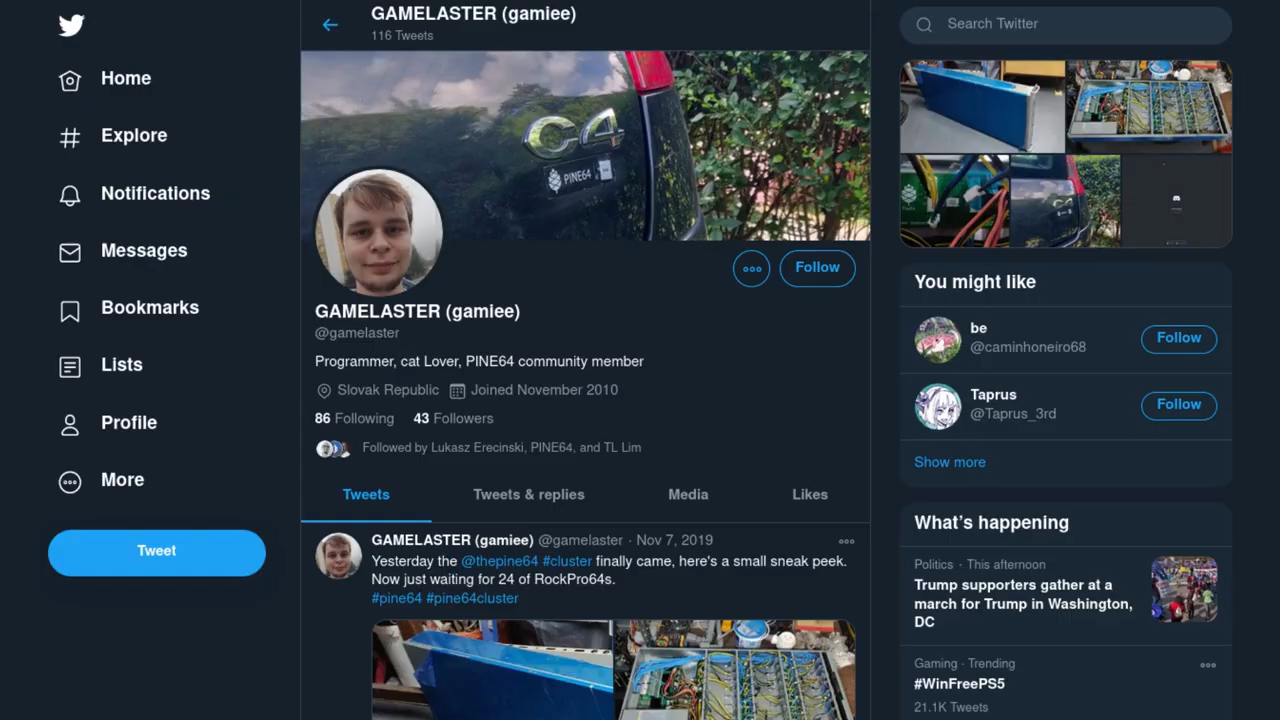 Home
Explore
Notifications
Messages
Bookmarks
Lists
Profile
More
Tweet
GAMELASTER (gamiee)
116 Tweets
C4
PINE64
Follow
GAMELASTER (gamiee)
@gamelaster
Programmer, cat Lover, PINE64 community member
Slovak Republic Joined November 2010
86 Following 43 Followers
Followed by Lukasz Erecinski, PINE64, and TL Lim
Tweets Tweets & replies Media Likes
GAMELASTER (gamiee) @gamelaster · Nov 7, 2019
Yesterday the @thepine64 #cluster finally came, here's a small sneak peek.
Now just waiting for 24 of RockPro64s.
#pine64 #pine64cluster
Search Twitter
You might like
be
@caminhoneiro68
Follow
Taprus
@Taprus_3rd
Follow
Show more
What's happening
Politics · This afternoon
Trump supporters gather at a
march for Trump in Washington,
DC
Gaming · Trending
#WinFreePS5
21.1K Tweets